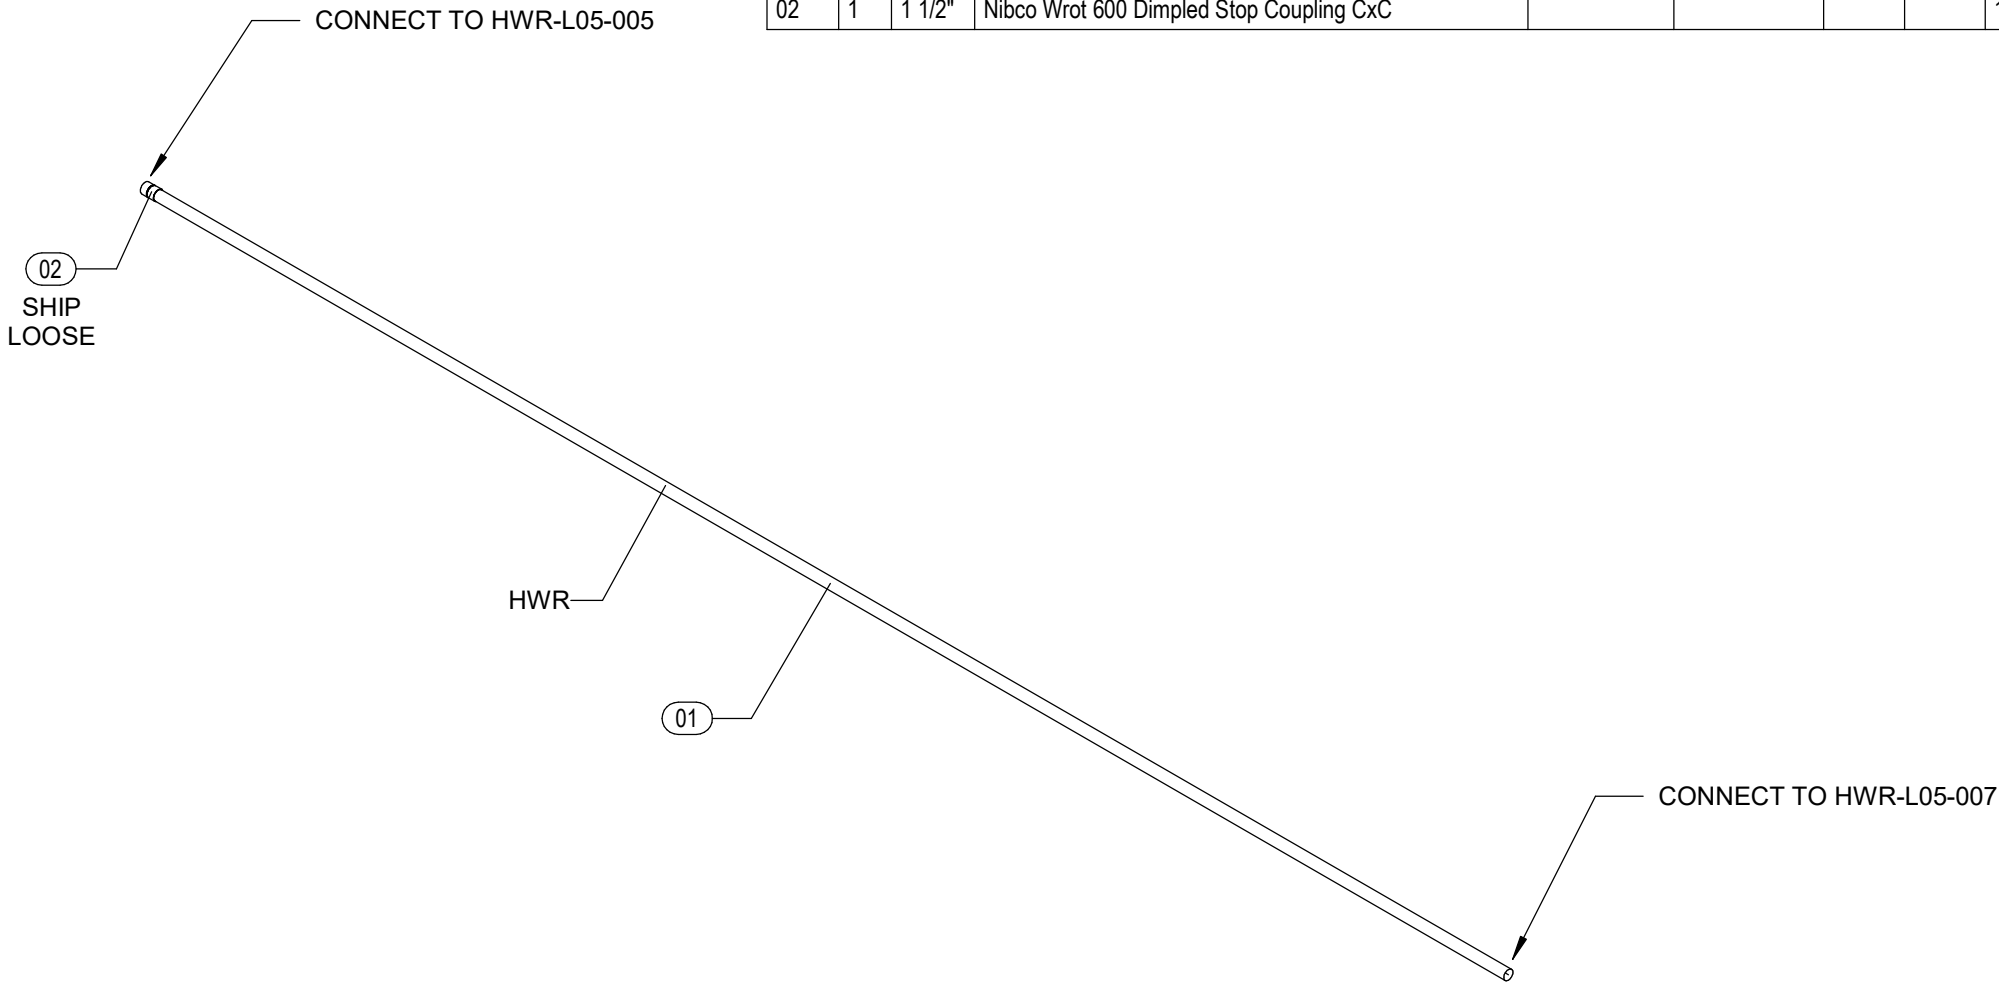 CONNECT TO HWR-L05-005
02 1 1 1/2" Nibco Wrot 600 Dimpled Stop Coupling CxC
02
SHIP
LOOSE
HWR
01
CONNECT TO HWR-L05-007